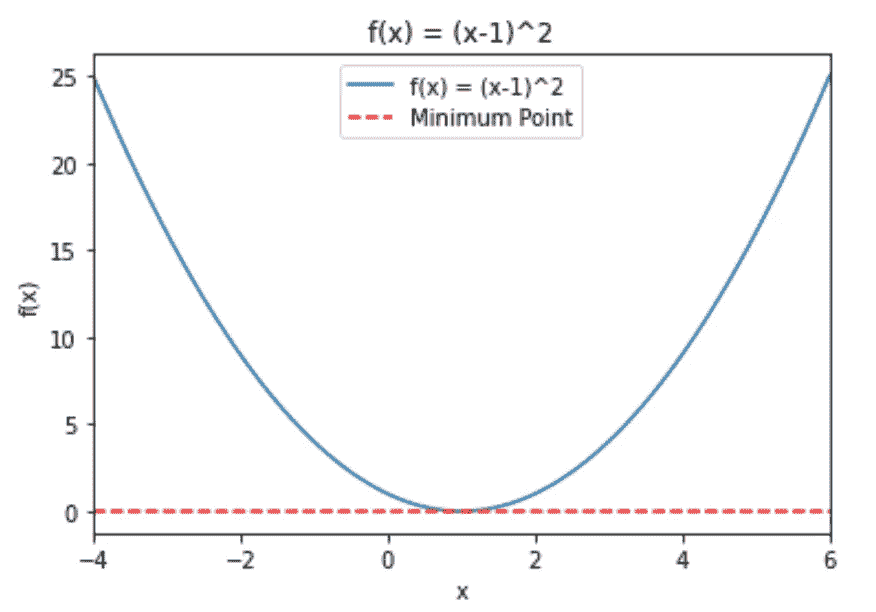 f(x) = (x-1)^2
f(x) = (x-1)^2
Minimum Point
25
20
15
10
5
0
f(x)
−4
−2
0
2
4
6
x